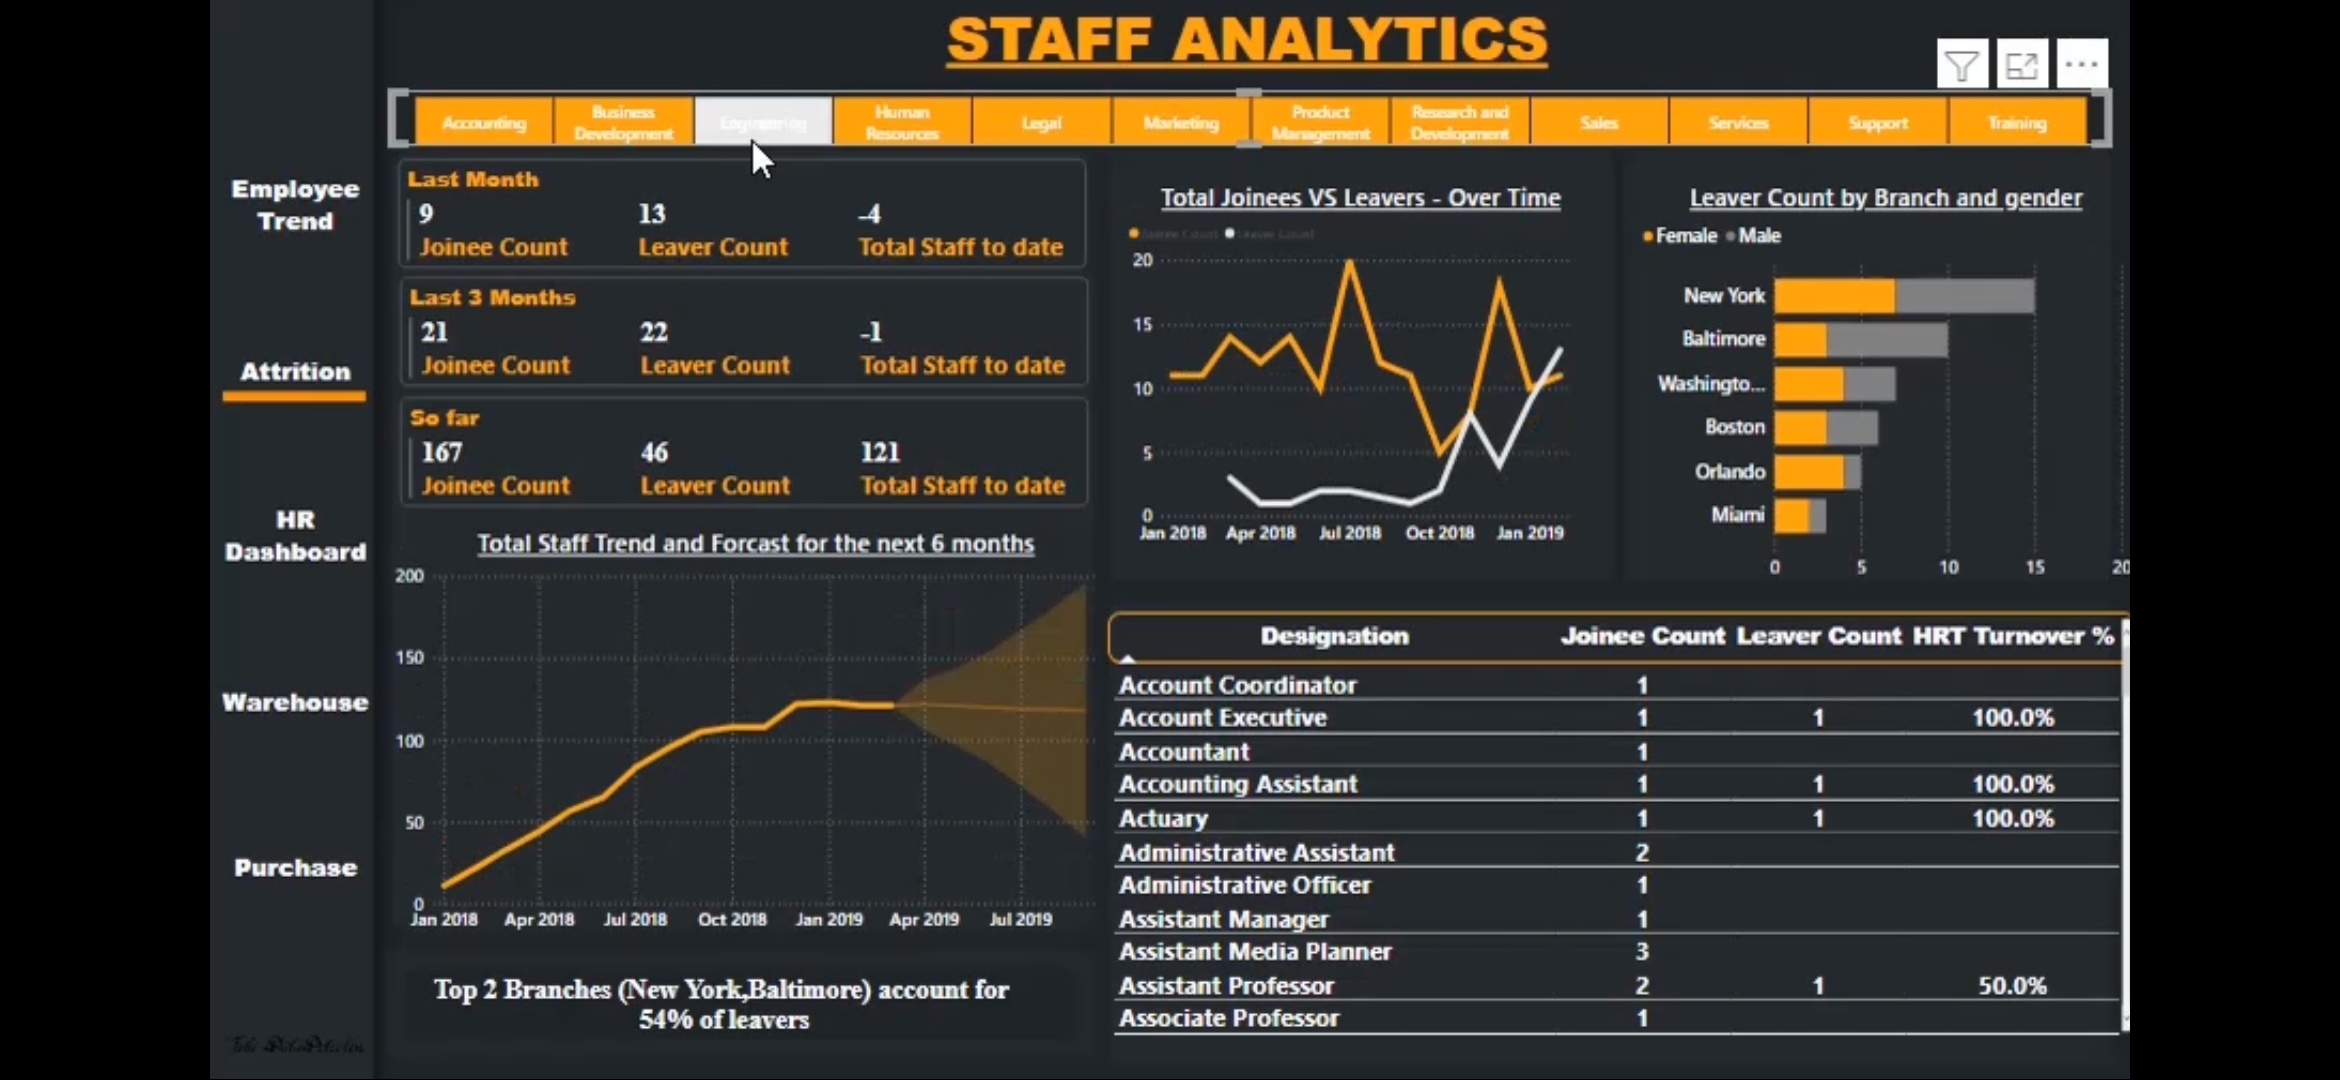 STAFF ANALYTICS
Accounting
Business
Development
Engineering
Human
Resources
Legal
Marketing
Product
Management
Research and
Development
Sales
Services
Support
Training
Employee
Trend
Attrition
HR
Dashboard
Warehouse
Purchase
Last Month
9 13 -4
Joinee Count Leaver Count Total Staff to date
Last 3 Months
21 22 -1
Joinee Count Leaver Count Total Staff to date
So far
167 46 121
Joinee Count Leaver Count Total Staff to date
Total Joinees VS Leavers - Over Time
Joinee Count Leaver Count
20
15
10
5
0
Jan 2018 Apr 2018 Jul 2018 Oct 2018 Jan 2019
Leaver Count by Branch and gender
Female Male
New York
Baltimore
Washingto...
Boston
Orlando
Miami
0 5 10 15 20
Total Staff Trend and Forcast for the next 6 months
200
150
100
50
0
Jan 2018 Apr 2018 Jul 2018 Oct 2018 Jan 2019 Apr 2019 Jul 2019
Top 2 Branches (New York,Baltimore) account for
54% of leavers
Designation Joinee Count Leaver Count HRT Turnover %
Account Coordinator 1
Account Executive 1 1 100.0%
Accountant 1
Accounting Assistant 1 1 100.0%
Actuary 1 1 100.0%
Administrative Assistant 2
Administrative Officer 1
Assistant Manager 1
Assistant Media Planner 3
Assistant Professor 2 1 50.0%
Associate Professor 1